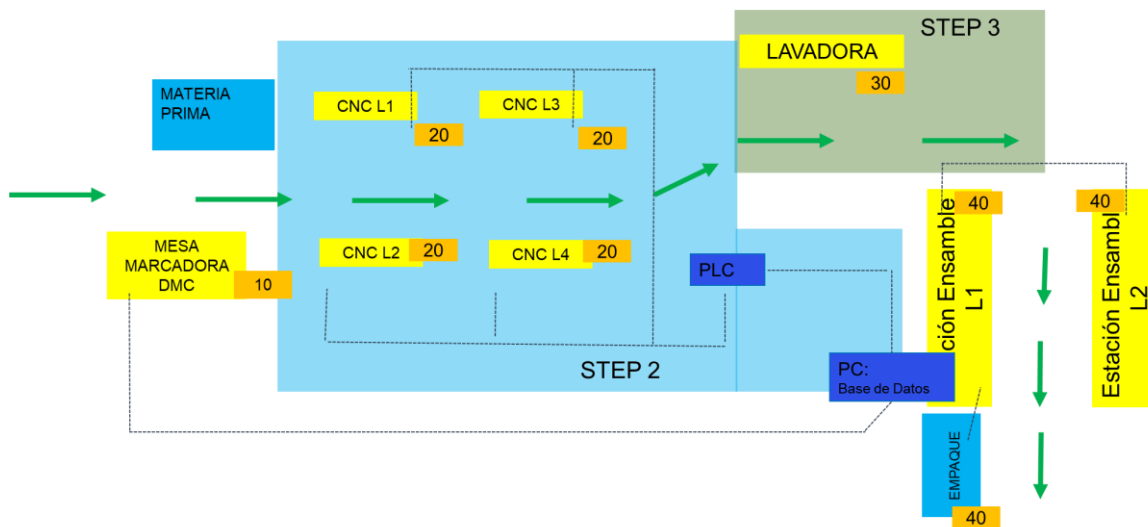 STEP 3
LAVADORA
30
MATERIA
PRIMA
CNC L1
20
CNC L3
20
MESA
MARCADORA
DMC
10
CNC L2
20
CNC L4
20
STEP 2
PLC
PC:
Base de Datos
40
ción Ensamble
L1
40
Estación Ensambl
L2
EMPAQUE
40